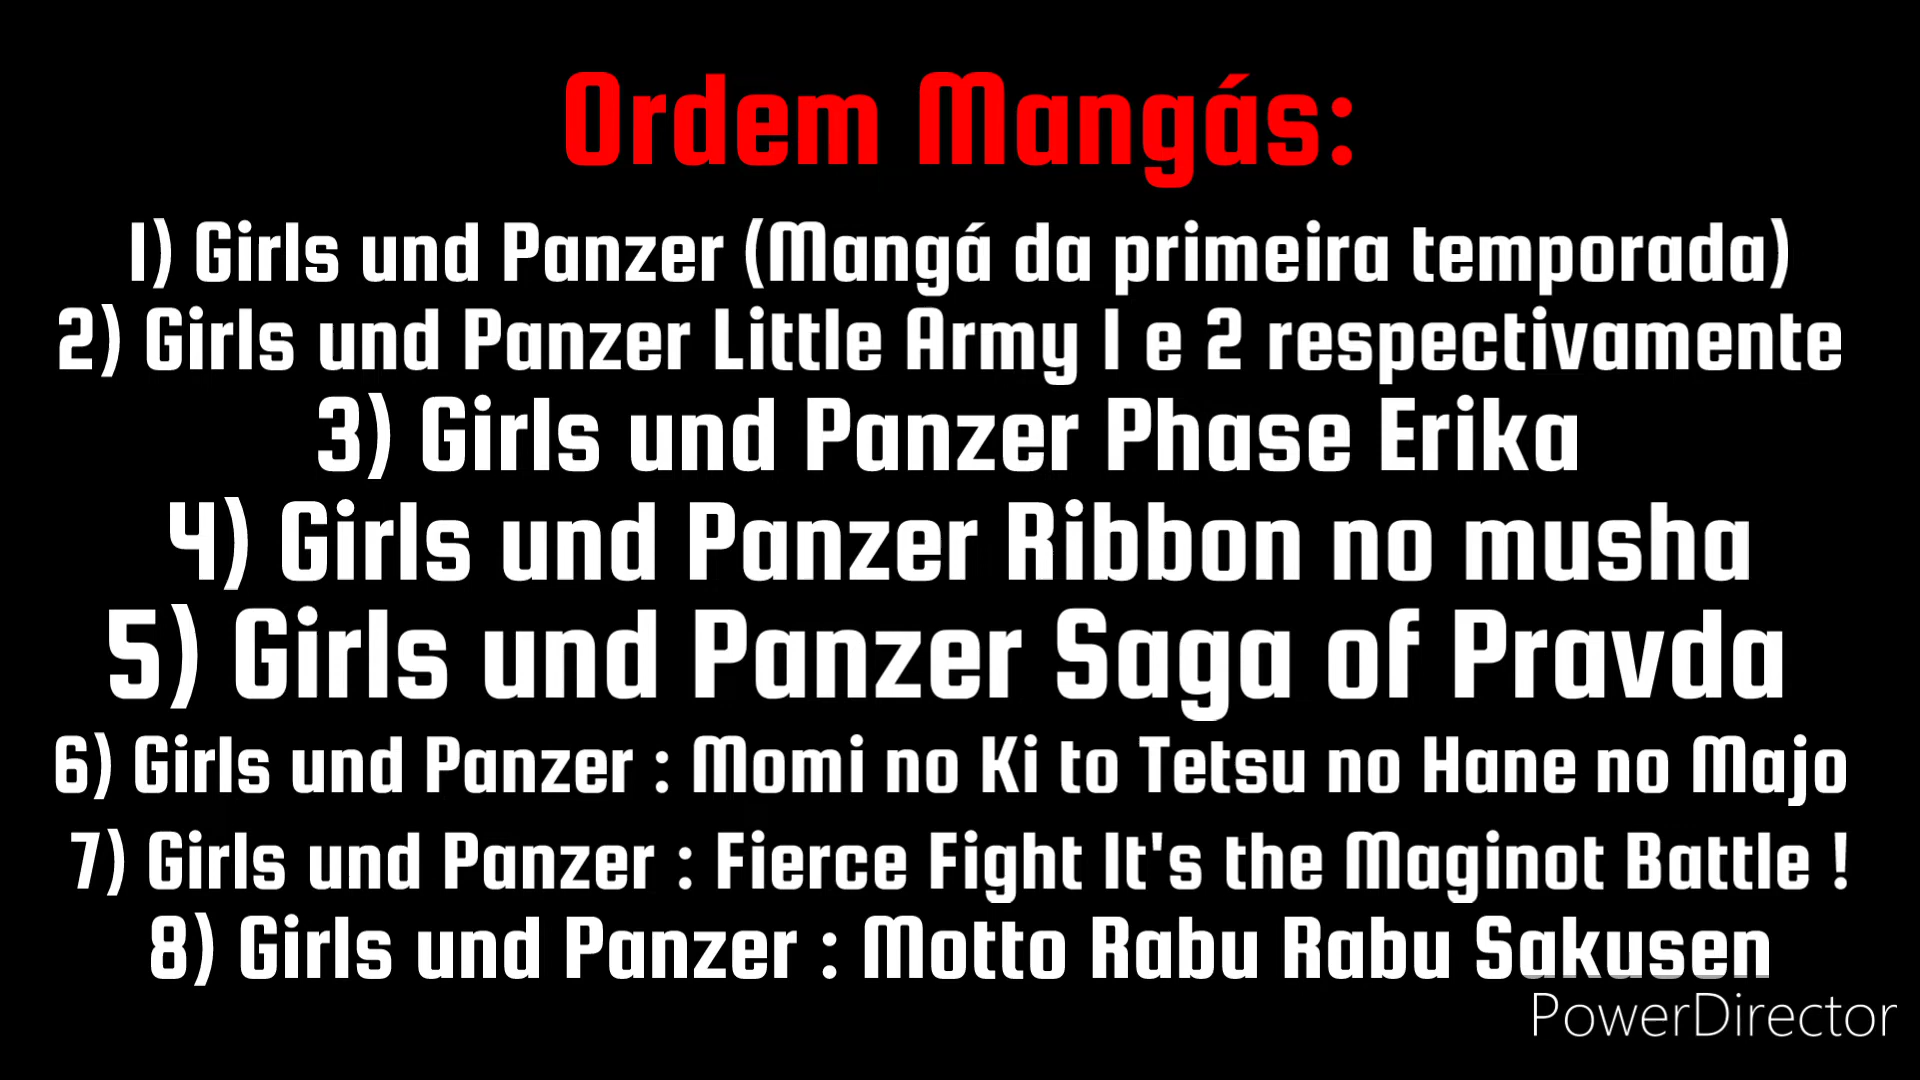 Ordem Mangás:
1) Girls und Panzer (Mangá da primeira temporada)
2) Girls und Panzer Little Army 1 e 2 respectivamente
3) Girls und Panzer Phase Erika
4) Girls und Panzer Ribbon no musha
5) Girls und Panzer Saga of Pravda
6) Girls und Panzer : Momi no Ki to Tetsu no Hane no Majo
7) Girls und Panzer : Fierce Fight It's the Maginot Battle !
8) Girls und Panzer : Motto Rabu Rabu Sakusen
PowerDirector